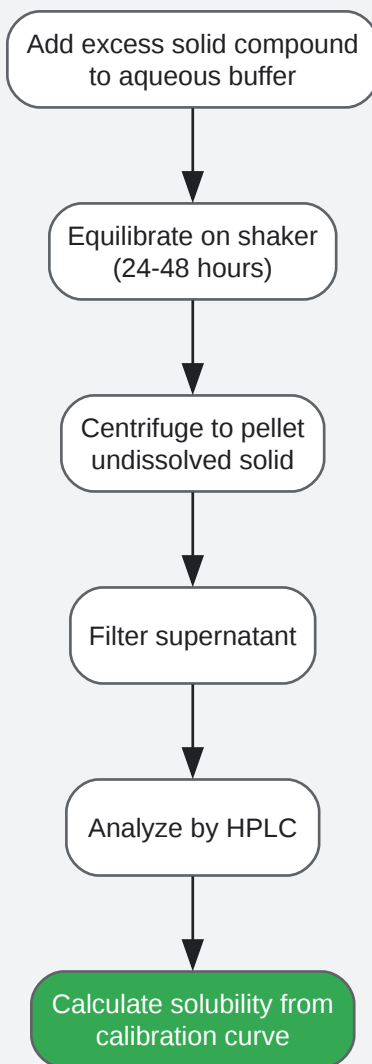 Add excess solid compound
to aqueous buffer
Equilibrate on shaker
(24-48 hours)
Centrifuge to pellet
undissolved solid
Filter supernatant
Analyze by HPLC
Calculate solubility from
calibration curve